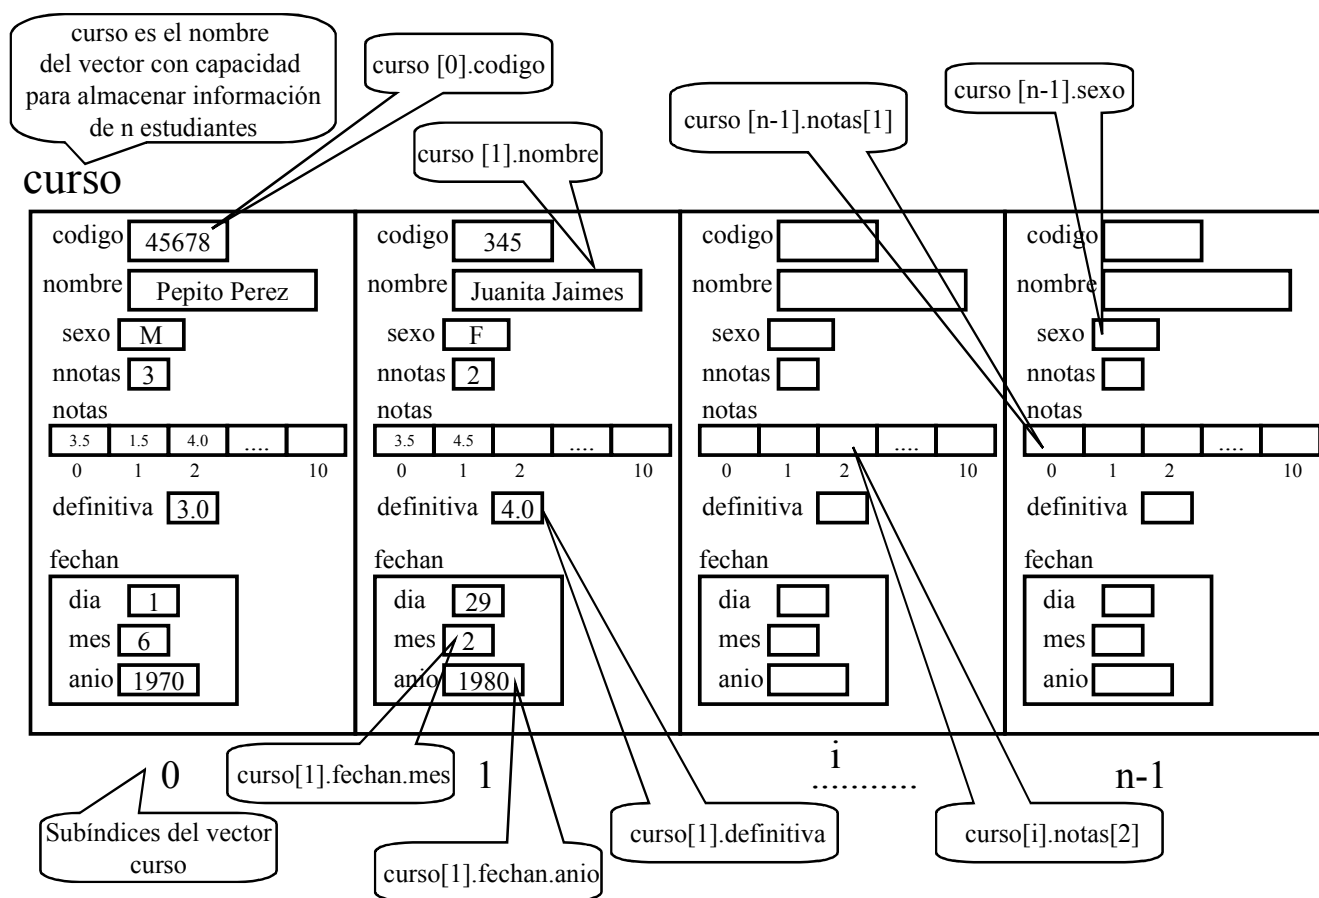 curso es el nombre
del vector con capacidad
para almacenar información
de n estudiantes
curso [0].codigo
curso [1].nombre
curso [n-1].notas[1]
curso [n-1].sexo
curso
codigo 45678
nombre Pepito Perez
sexo M
nnotas 3
notas
3.5 1.5 4.0 ....
0 1 2 10
definitiva 3.0
fechan
dia 1
mes 6
anio 1970
codigo 345
nombre Juanita Jaimes
sexo F
nnotas 2
notas
3.5 4.5 ....
0 1 2 10
definitiva 4.0
fechan
dia 29
mes 2
anio 1980
codigo
nombre
sexo
nnotas
notas
....
0 1 2 10
definitiva
fechan
dia
mes
anio
codigo
nombre
sexo
nnotas
notas
....
0 1 2 10
definitiva
fechan
dia
mes
anio
0
1
i
...........
n-1
curso[1].fechan.mes
Subíndices del vector
curso
curso[1].fechan.anio
curso[1].definitiva
curso[i].notas[2]